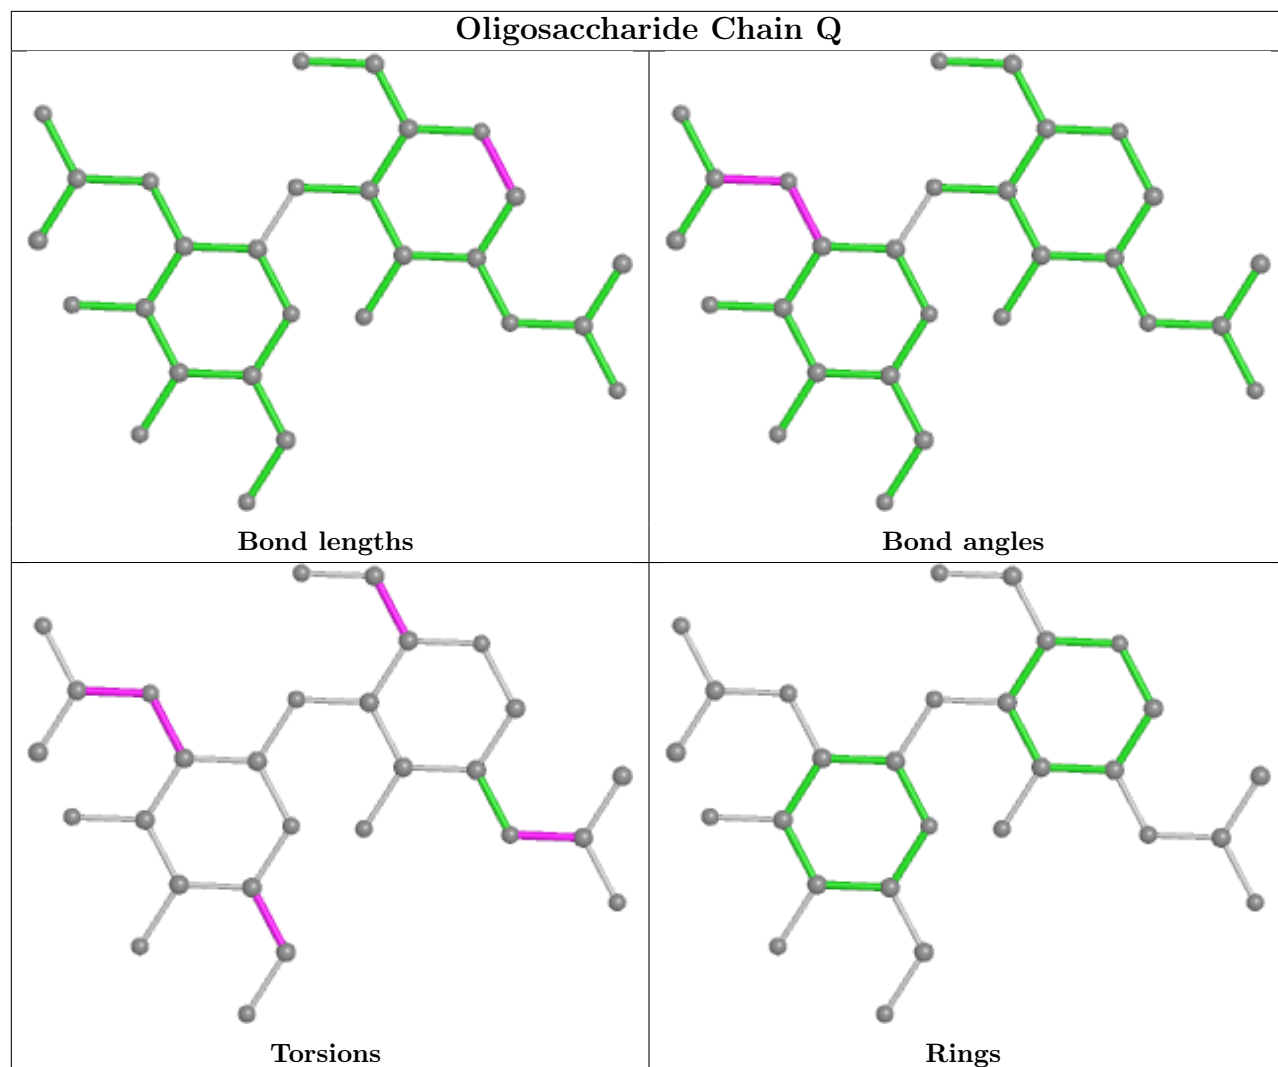 Oligosaccharide Chain Q
Bond lengths
Bond angles
Torsions
Rings